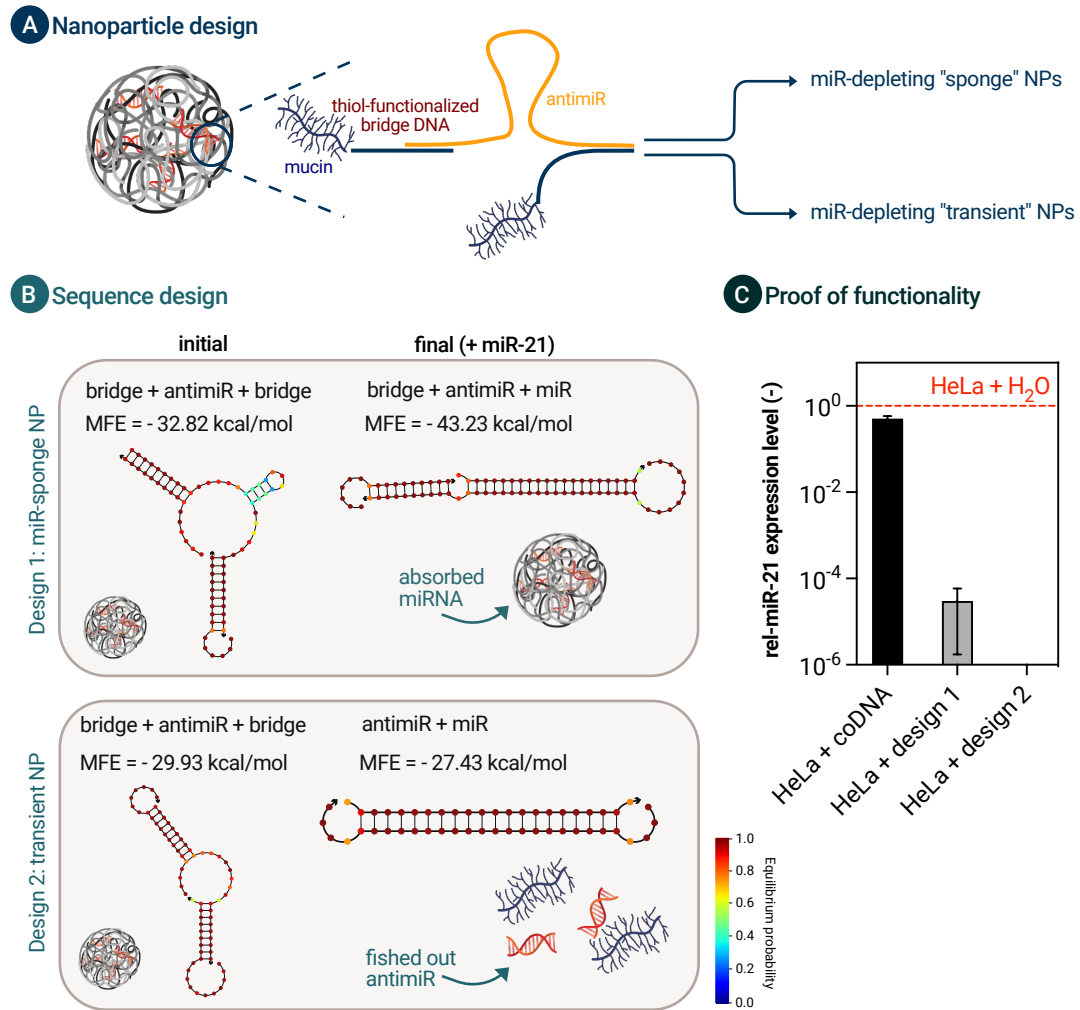 A Nanoparticle design
thiol-functionalized
bridge DNA
mucin
antimiR
miR-depleting "sponge" NPs
miR-depleting "transient" NPs
B Sequence design
initial
final (+ miR-21)
Design 1: miR-sponge NP
bridge + antimiR + bridge
MFE = - 32.82 kcal/mol
bridge + antimiR + miR
MFE = - 43.23 kcal/mol
absorbed
miRNA
Design 2: transient NP
bridge + antimiR + bridge
MFE = - 29.93 kcal/mol
antimiR + miR
MFE = - 27.43 kcal/mol
fished out
antimiR
1.0
0.8
0.6
0.4
0.2
0.0
Equilibrium probability
C Proof of functionality
rel-miR-21 expression level (-)
HeLa + H₂O
10⁰
10⁻²
10⁻⁴
10⁻⁶
HeLa + coDNA
HeLa + design 1
HeLa + design 2